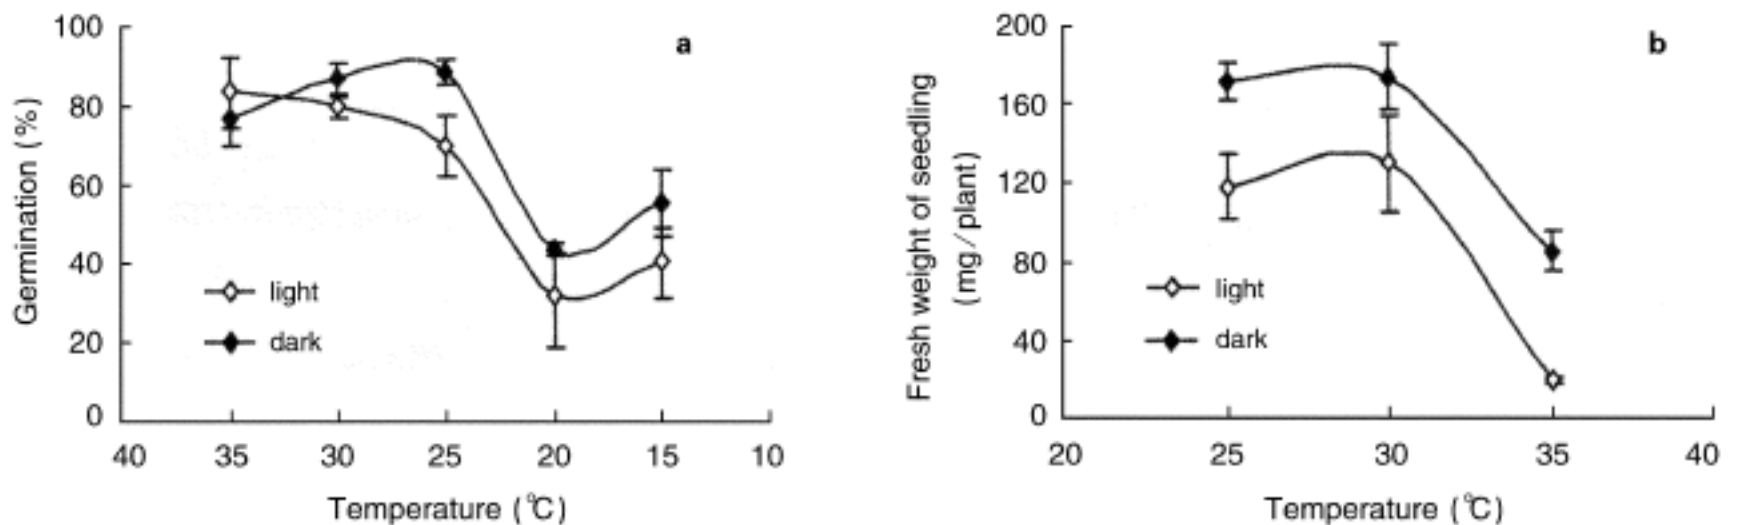 a
100
80
60
40
20
0
Germination (%)
light
dark
40 35 30 25 20 15 10
Temperature (°C)
b
200
160
120
80
40
0
Fresh weight of seedling
(mg/plant)
light
dark
20 25 30 35 40
Temperature (°C)